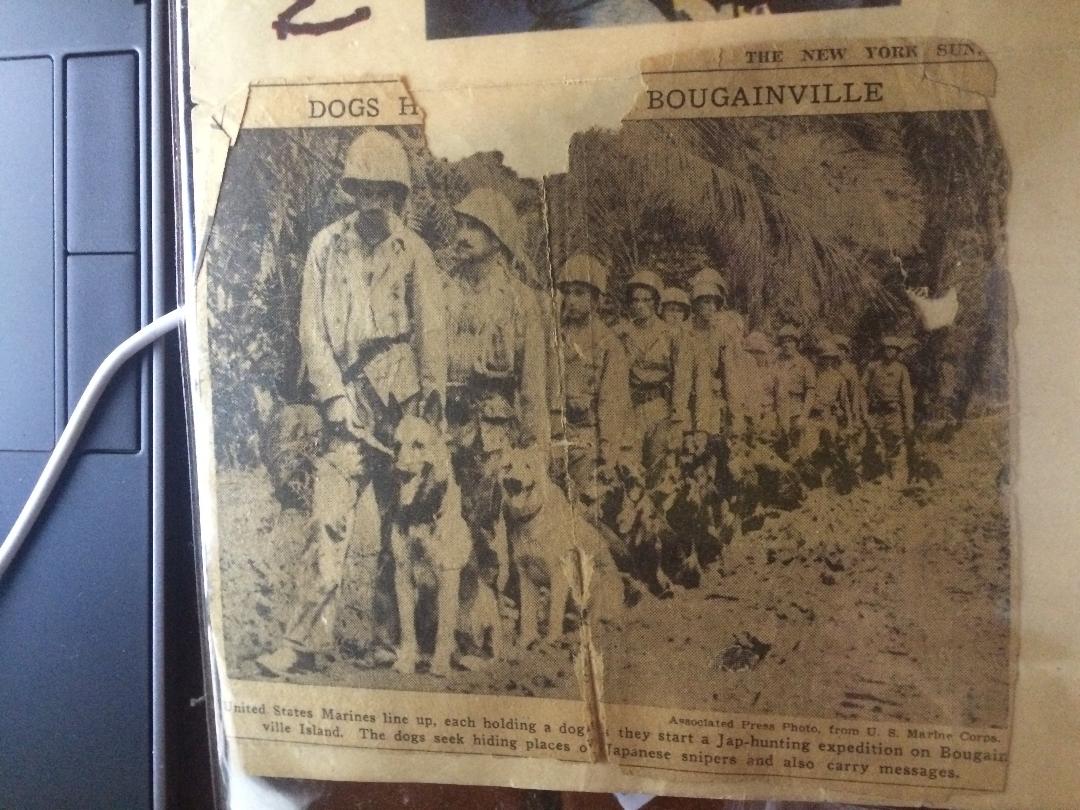 THE NEW YORK SUN,
DOGS H BOUGAINVILLE
Associated Press Photo, from U. S. Marine Corps.
United States Marines line up, each holding a dog they start a Jap-hunting expedition on Bougain
ville Island. The dogs seek hiding places o Japanese snipers and also carry messages.